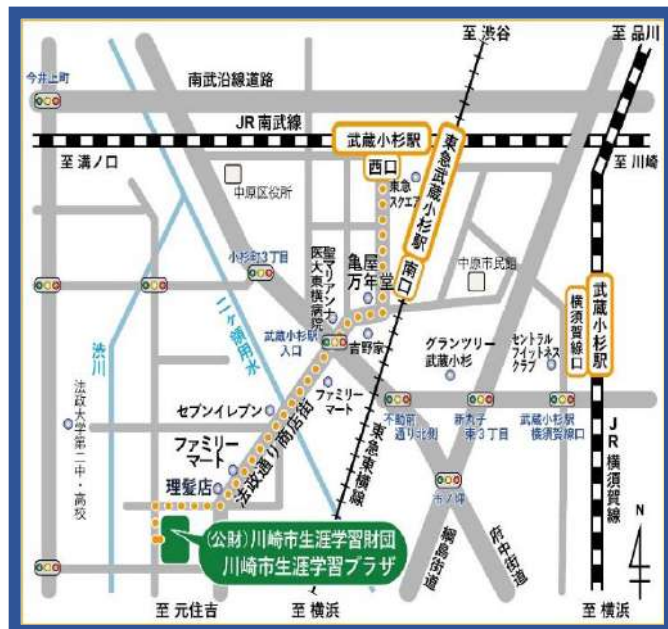 至 渋谷
至 品川
今井上町
南武沿線道路
JR 南武線
武蔵小杉駅
西口
東急武蔵小杉駅
南口
至 溝ノ口
至 川崎
中原区役所
東急
スクエア
小杉町3丁目
聖マリアンナ
医大東横病院
亀屋
万年堂
中原市民館
武蔵小杉駅
横須賀線口
二ヶ領用水
渋川
武蔵小杉駅
入口
吉野家
グランツリー
武蔵小杉
セントラル
フィットネス
クラブ
ファミリー
マート
セブンイレブン
法政大学第二中・高校
法政通り商店街
東急東横線
不動前
通り北側
新丸子
東3丁目
武蔵小杉駅
横須賀線口
JR横須賀線
ファミリー
マート
理髪店
市ノ坪
綱島街道
府中街道
N
(公財)川崎市生涯学習財団
川崎市生涯学習プラザ
至 元住吉
至 横浜
至 横浜